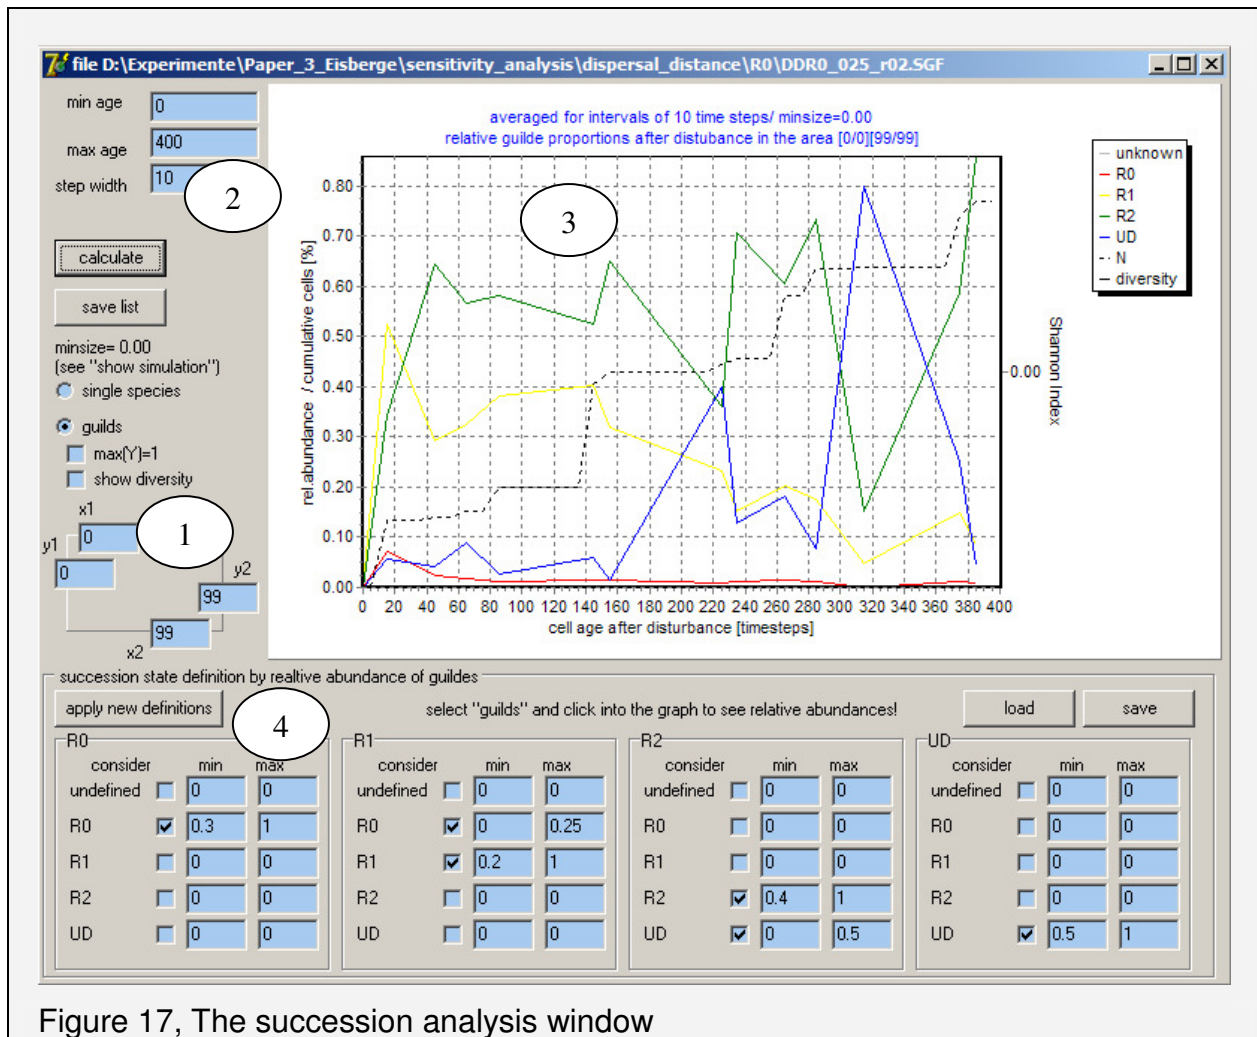 file D:\Experimente\Paper_3_Eisberge\sensitivity_analysis\dispersal_distance\R0\DDR0_025_r02.SGF
min age 0
max age 400
step width 10
2
calculate
save list
minsize= 0.00
(see "show simulation")
single species
guilds
max(Y)=1
show diversity
x1
0
1
y1
0
y2
99
99
x2
averaged for intervals of 10 time steps/ minsize=0.00
relative guilde proportions after distubance in the area [0/0][99/99]
3
rel.abundance / cumulative cells [%]
0.80
0.70
0.60
0.50
0.40
0.30
0.20
0.10
0.00
0 20 40 60 80 100 120 140 160 180 200 220 240 260 280 300 320 340 360 380 400
cell age after disturbance [timesteps]
0.00
Shannon Index
unknown
R0
R1
R2
UD
N
diversity
succession state definition by realtive abundance of guildes
apply new definitions
4
select "guilds" and click into the graph to see relative abundances!
load
save
R0
consider min max
undefined 0 0
R0 0.3 1
R1 0 0
R2 0 0
UD 0 0
R1
consider min max
undefined 0 0
R0 0 0.25
R1 0.2 1
R2 0 0
UD 0 0
R2
consider min max
undefined 0 0
R0 0 0
R1 0 0
R2 0.4 1
UD 0 0.5
UD
consider min max
undefined 0 0
R0 0 0
R1 0 0
R2 0 0
UD 0.5 1
Figure 17, The succession analysis window